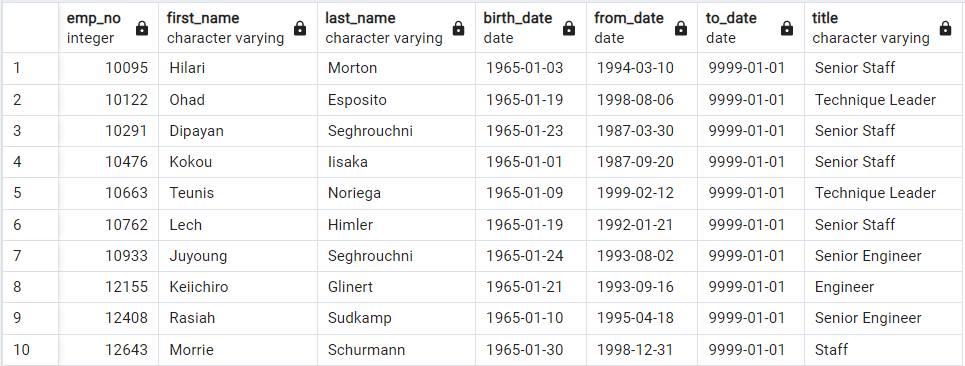 emp_no first_name last_name birth_date from_date to_date title
integer character varying character varying date date date character varying
1 10095 Hilari Morton 1965-01-03 1994-03-10 9999-01-01 Senior Staff
2 10122 Ohad Esposito 1965-01-19 1998-08-06 9999-01-01 Technique Leader
3 10291 Dipayan Seghrouchni 1965-01-23 1987-03-30 9999-01-01 Senior Staff
4 10476 Kokou Iisaka 1965-01-01 1987-09-20 9999-01-01 Senior Staff
5 10663 Teunis Noriega 1965-01-09 1999-02-12 9999-01-01 Technique Leader
6 10762 Lech Himler 1965-01-19 1992-01-21 9999-01-01 Senior Staff
7 10933 Juyoung Seghrouchni 1965-01-24 1993-08-02 9999-01-01 Senior Engineer
8 12155 Keiichiro Glinert 1965-01-21 1993-09-16 9999-01-01 Engineer
9 12408 Rasiah Sudkamp 1965-01-10 1995-04-18 9999-01-01 Senior Engineer
10 12643 Morrie Schurmann 1965-01-30 1998-12-31 9999-01-01 Staff